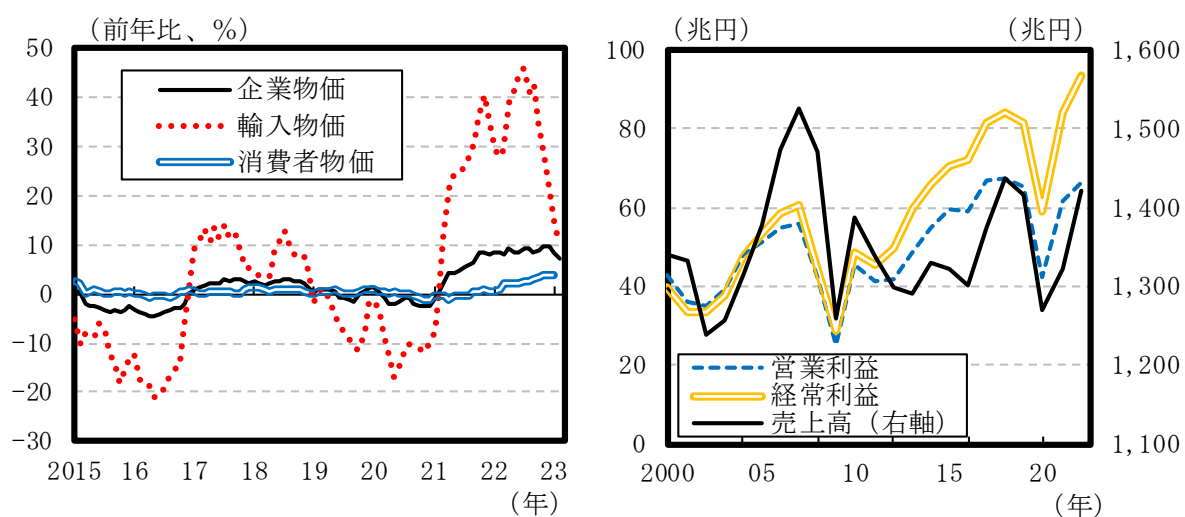 （前年比、%）
50
40
30
20
10
0
-10
-20
-30
企業物価
輸入物価
消費者物価
2015 16 17 18 19 20 21 22 23
（年）
（兆円） （兆円）
100 1,600
80 1,500
60 1,400
40 1,300
20 1,200
0 1,100
営業利益
経常利益
売上高（右軸）
2000 05 10 15 20
（年）